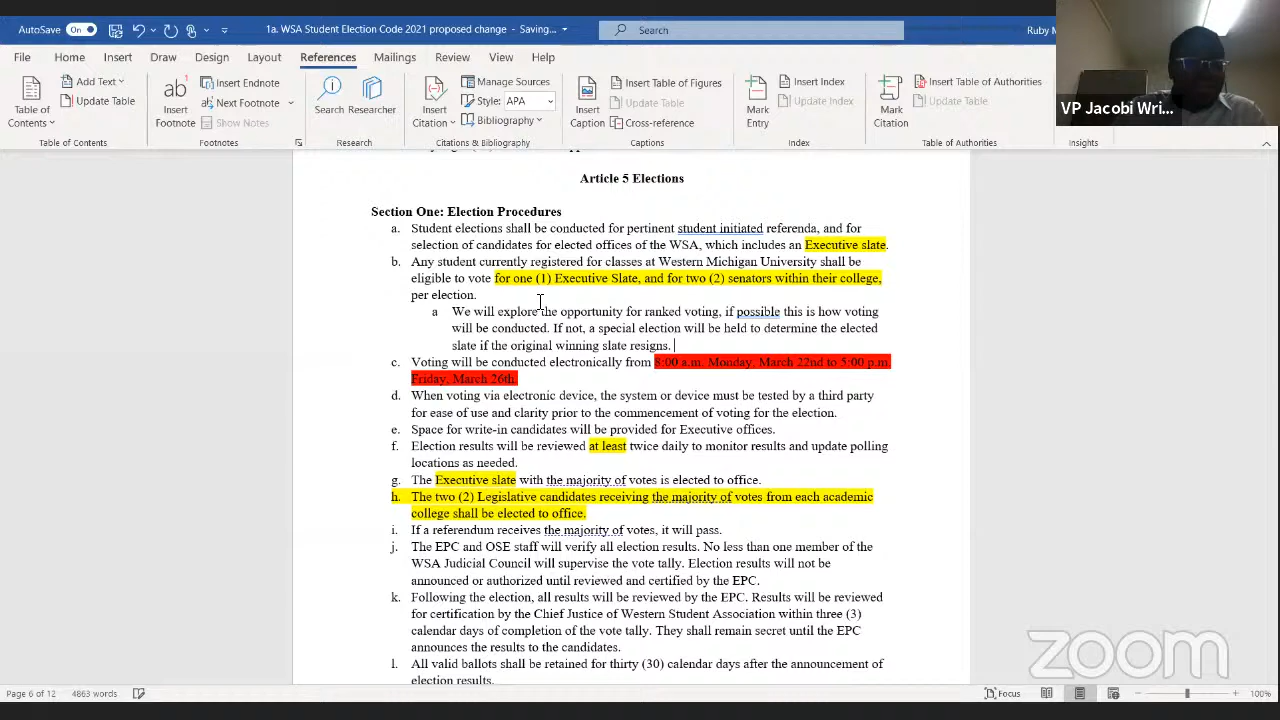 AutoSave On 1a. WSA Student Election Code 2021 proposed change - Saving... Search Ruby M
File Home Insert Draw Design Layout References Mailings Review View Help
Table of Contents
Add Text
Update Table
Table of Contents
Insert Footnote
Insert Endnote
Next Footnote
Show Notes
Footnotes
Search
Researcher
Research
Insert Citation
Manage Sources
Style: APA
Bibliography
Citations & Bibliography
Insert Caption
Insert Table of Figures
Update Table
Cross-reference
Captions
Mark Entry
Insert Index
Update Index
Index
Mark Citation
Insert Table of Authorities
Update Table
Table of Authorities
Insights
VP Jacobi Wri...
Article 5 Elections
Section One: Election Procedures
a. Student elections shall be conducted for pertinent student initiated referenda, and for
selection of candidates for elected offices of the WSA, which includes an Executive slate.
b. Any student currently registered for classes at Western Michigan University shall be
eligible to vote for one (1) Executive Slate, and for two (2) senators within their college,
per election.
a We will explore the opportunity for ranked voting, if possible this is how voting
will be conducted. If not, a special election will be held to determine the elected
slate if the original winning slate resigns.
c. Voting will be conducted electronically from 8:00 a.m. Monday, March 22nd to 5:00 p.m.
Friday, March 26th.
d. When voting via electronic device, the system or device must be tested by a third party
for ease of use and clarity prior to the commencement of voting for the election.
e. Space for write-in candidates will be provided for Executive offices.
f. Election results will be reviewed at least twice daily to monitor results and update polling
locations as needed.
g. The Executive slate with the majority of votes is elected to office.
h. The two (2) Legislative candidates receiving the majority of votes from each academic
college shall be elected to office.
i. If a referendum receives the majority of votes, it will pass.
j. The EPC and OSE staff will verify all election results. No less than one member of the
WSA Judicial Council will supervise the vote tally. Election results will not be
announced or authorized until reviewed and certified by the EPC.
k. Following the election, all results will be reviewed by the EPC. Results will be reviewed
for certification by the Chief Justice of Western Student Association within three (3)
calendar days of completion of the vote tally. They shall remain secret until the EPC
announces the results to the candidates.
l. All valid ballots shall be retained for thirty (30) calendar days after the announcement of
election results.
zoom
Page 6 of 12 4863 words Focus 100%